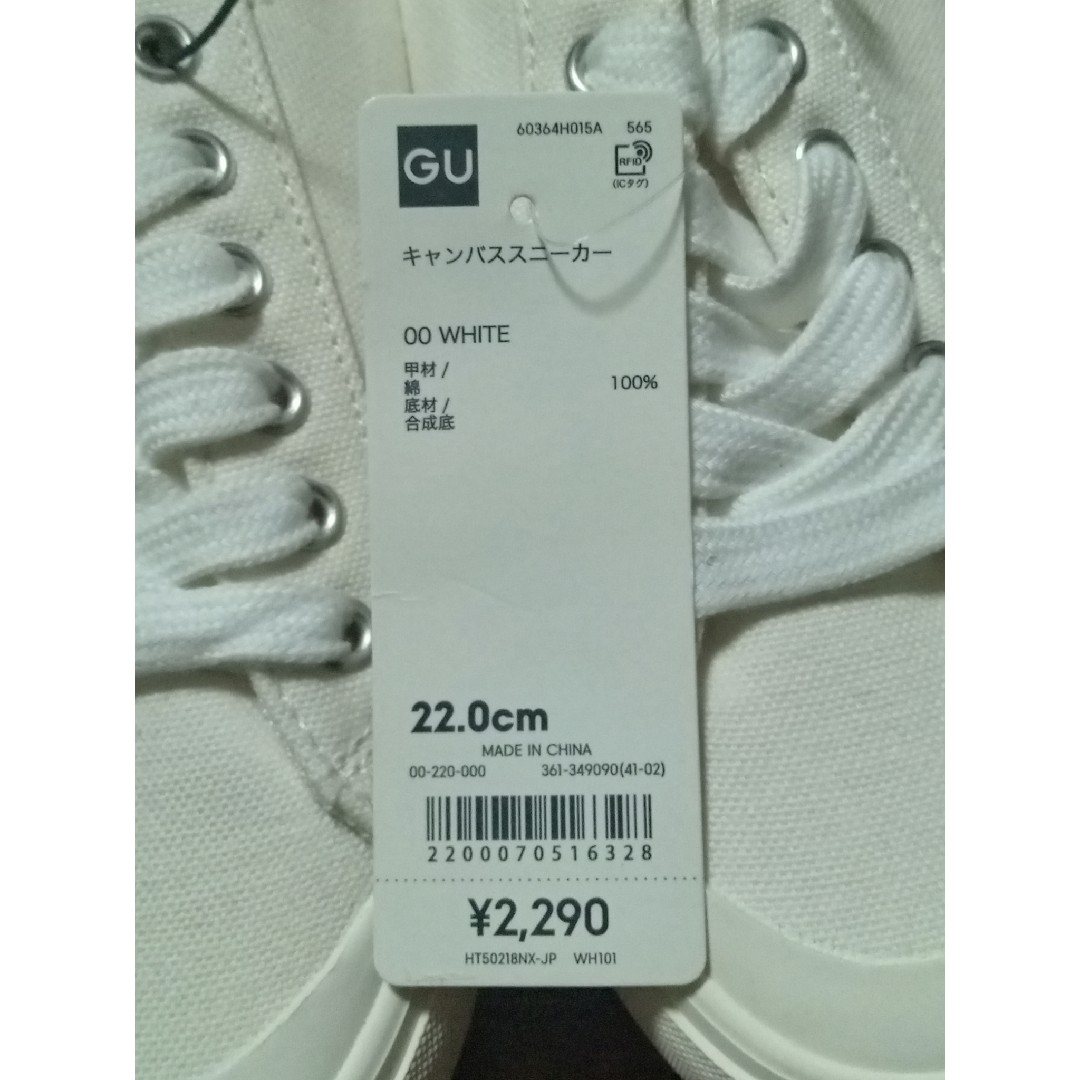 GU
60364H015A 565
RFID
(ICタグ)
キャンバススニーカー
00 WHITE
甲材 /
綿 100%
底材 /
合成底
22.0cm
MADE IN CHINA
00-220-000 361-349090(41-02)
2200070516328
¥2,290
HT50218NX-JP WH101